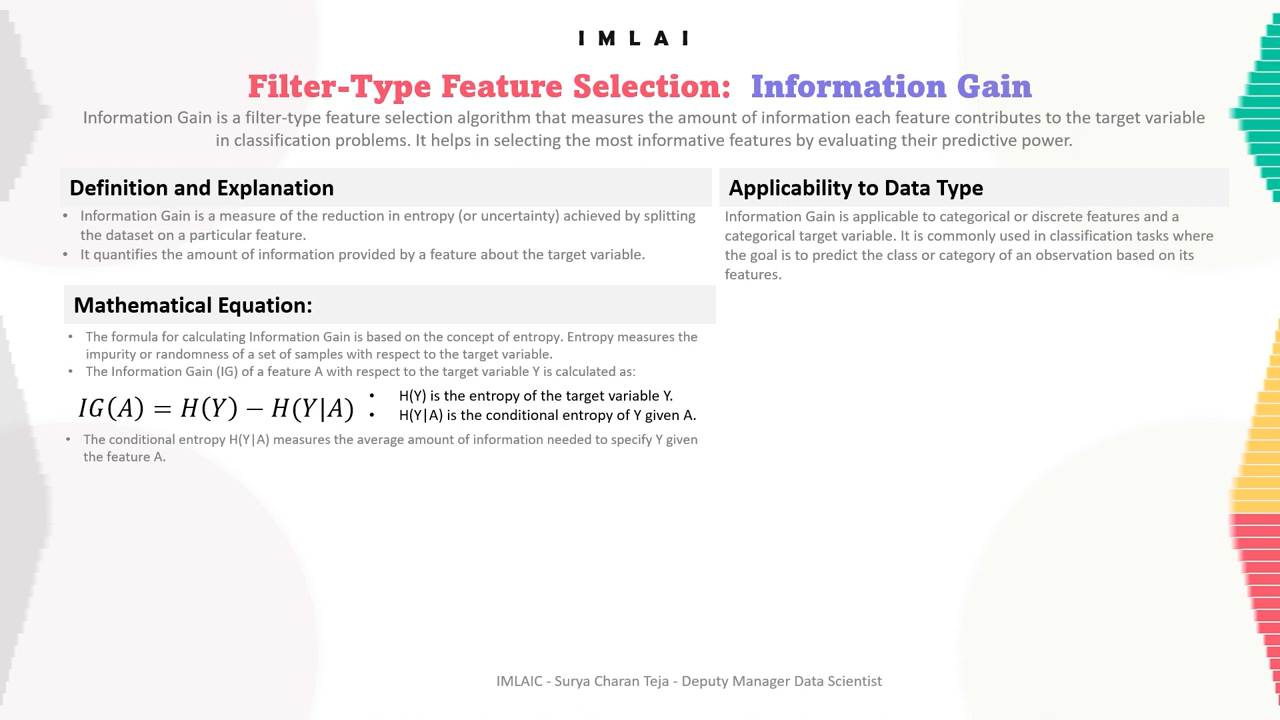 IMLAI
Filter-Type Feature Selection: Information Gain
Information Gain is a filter-type feature selection algorithm that measures the amount of information each feature contributes to the target variable
in classification problems. It helps in selecting the most informative features by evaluating their predictive power.
Definition and Explanation
• Information Gain is a measure of the reduction in entropy (or uncertainty) achieved by splitting
the dataset on a particular feature.
• It quantifies the amount of information provided by a feature about the target variable.
Mathematical Equation:
• The formula for calculating Information Gain is based on the concept of entropy. Entropy measures the
impurity or randomness of a set of samples with respect to the target variable.
• The Information Gain (IG) of a feature A with respect to the target variable Y is calculated as:
IG(A) = H(Y) − H(Y|A)
• H(Y) is the entropy of the target variable Y.
• H(Y|A) is the conditional entropy of Y given A.
• The conditional entropy H(Y|A) measures the average amount of information needed to specify Y given
the feature A.
Applicability to Data Type
Information Gain is applicable to categorical or discrete features and a
categorical target variable. It is commonly used in classification tasks where
the goal is to predict the class or category of an observation based on its
features.
IMLAIC - Surya Charan Teja - Deputy Manager Data Scientist